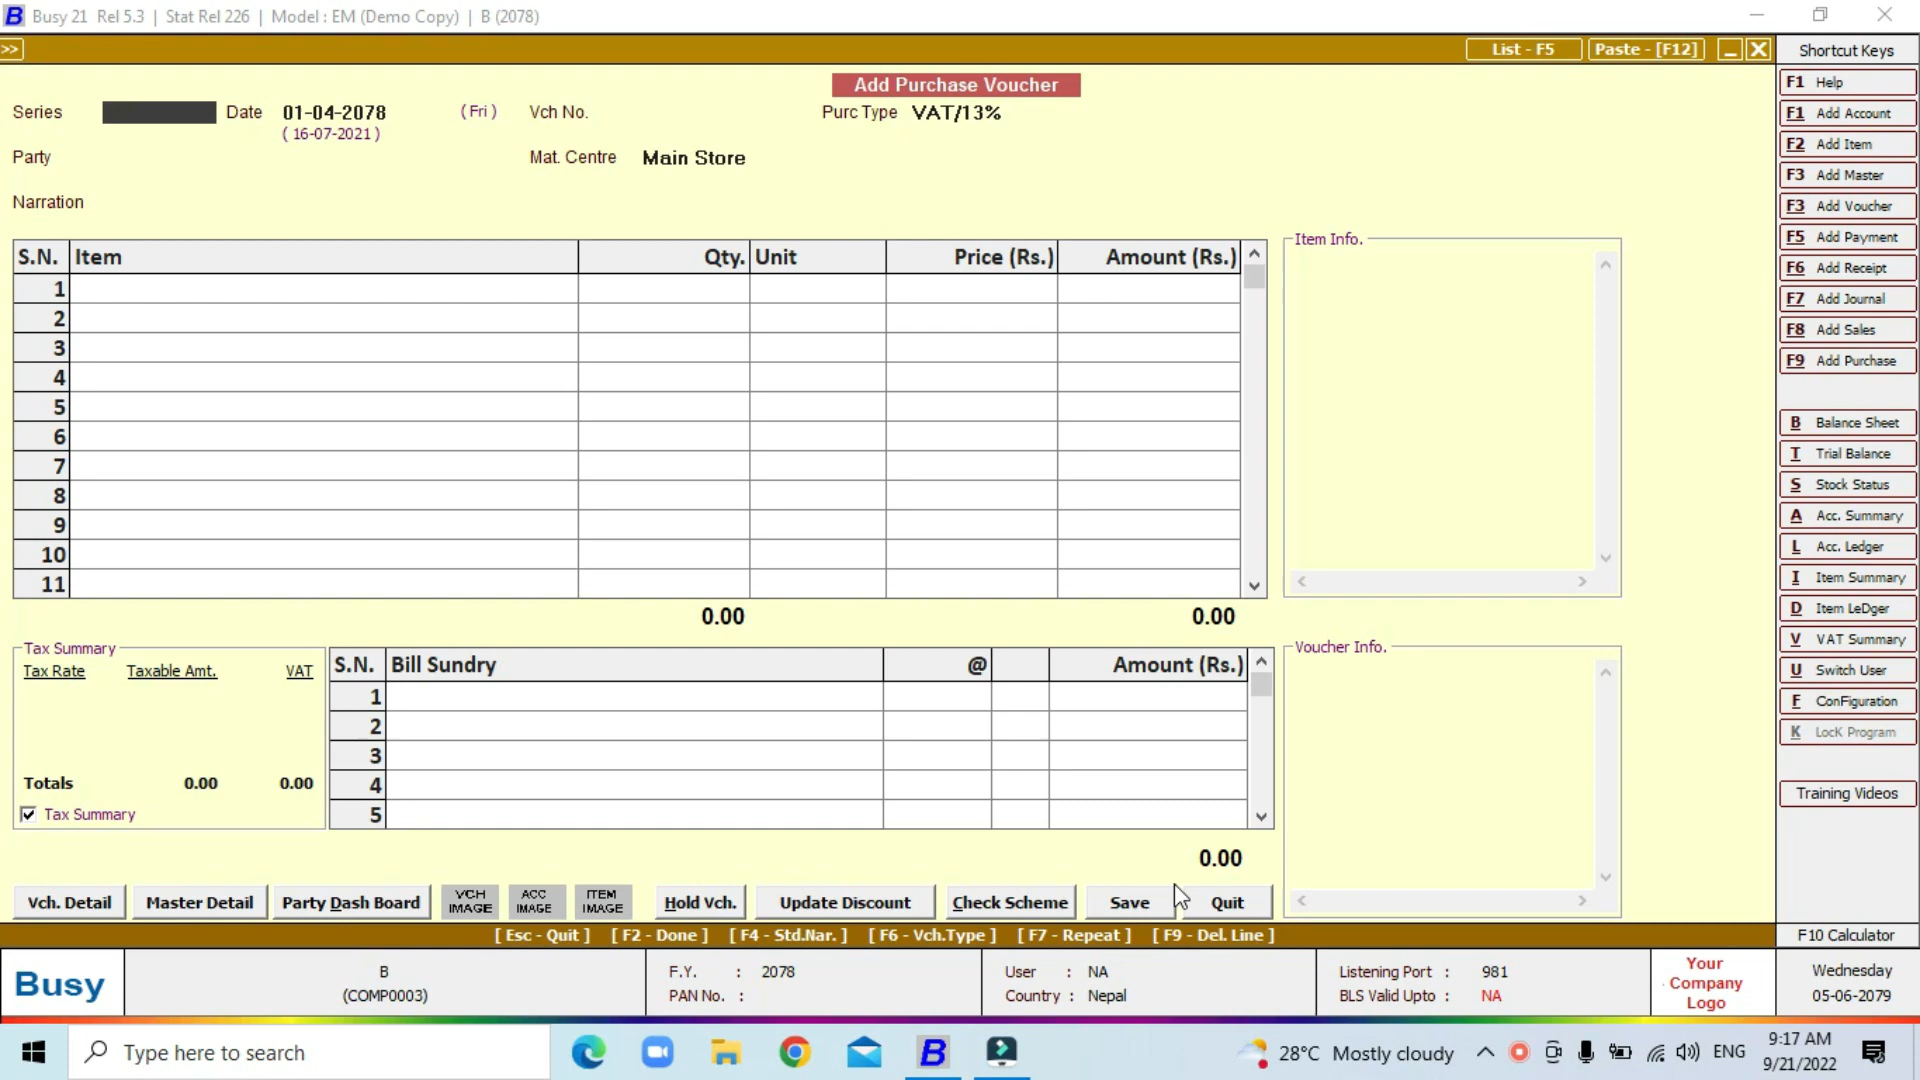 B Busy 21 Rel 5.3 | Stat Rel 226 | Model : EM (Demo Copy) | B (2078)
>> List - F5 Paste - [F12]
Add Purchase Voucher
Series Date 01-04-2078 ( Fri ) Vch No. Purc Type VAT/13%
( 16-07-2021 )
Party Mat. Centre Main Store
Narration
S.N. Item Qty. Unit Price (Rs.) Amount (Rs.)
1
2
3
4
5
6
7
8
9
10
11
0.00 0.00
Item Info.
Tax Summary
Tax Rate Taxable Amt. VAT
Totals 0.00 0.00
Tax Summary
S.N. Bill Sundry @ Amount (Rs.)
1
2
3
4
5
0.00
Voucher Info.
Vch. Detail Master Detail Party Dash Board VCH IMAGE ACC IMAGE ITEM IMAGE Hold Vch. Update Discount Check Scheme Save Quit
[ Esc - Quit ] [ F2 - Done ] [ F4 - Std.Nar. ] [ F6 - Vch.Type ] [ F7 - Repeat ] [ F9 - Del. Line ]
Shortcut Keys
F1 Help
F1 Add Account
F2 Add Item
F3 Add Master
F3 Add Voucher
F5 Add Payment
F6 Add Receipt
F7 Add Journal
F8 Add Sales
F9 Add Purchase
B Balance Sheet
T Trial Balance
S Stock Status
A Acc. Summary
L Acc. Ledger
I Item Summary
D Item LeDger
V VAT Summary
U Switch User
F ConFiguration
K LocK Program
Training Videos
F10 Calculator
Busy
B
(COMP0003)
F.Y. : 2078
PAN No. :
User : NA
Country : Nepal
Listening Port : 981
BLS Valid Upto : NA
Your
Company
Logo
Wednesday
05-06-2079
Type here to search
B
28°C Mostly cloudy
ENG
9:17 AM
9/21/2022